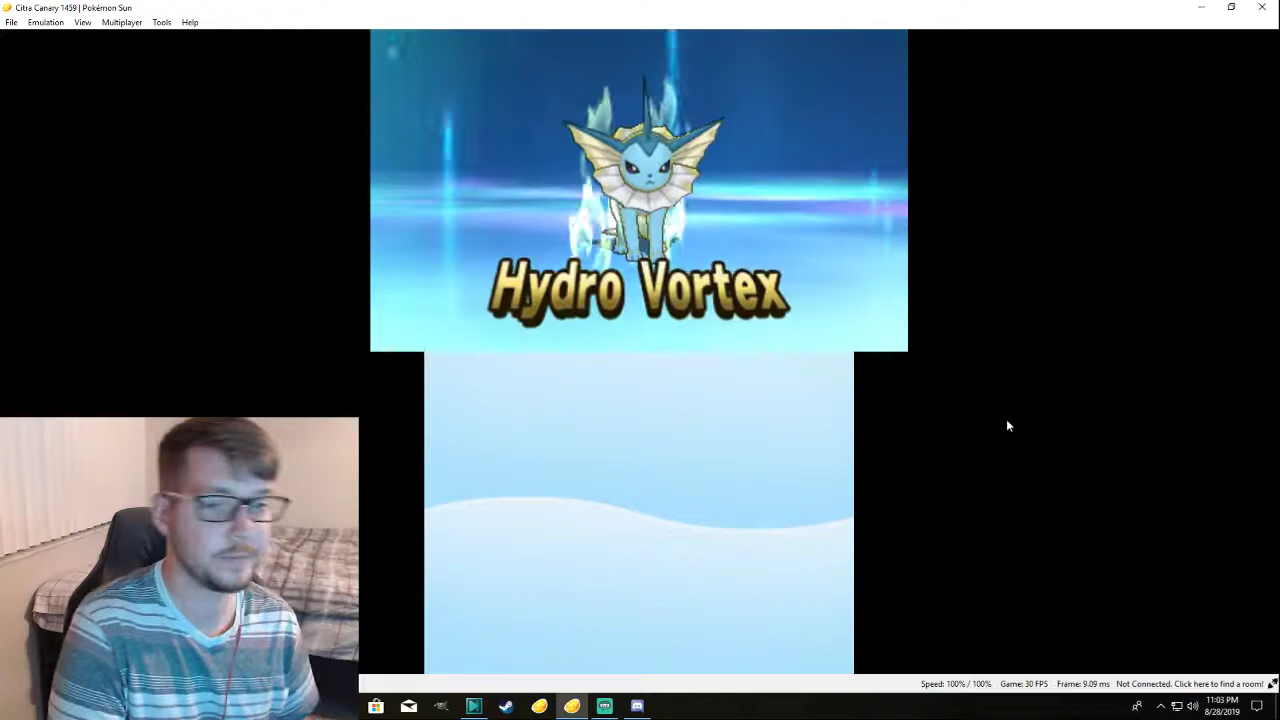 Citra Canary 1459 | Pokémon Sun
File Emulation View Multiplayer Tools Help
Hydro Vortex
Speed: 100% / 100% Game: 30 FPS Frame: 9.09 ms Not Connected. Click here to find a room!
11:03 PM
8/28/2019